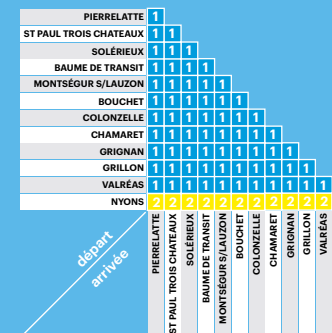 PIERRELATTE 1
ST PAUL TROIS CHATEAUX 1 1
SOLÉRIEUX 1 1 1
BAUME DE TRANSIT 1 1 1 1
MONTSÉGUR S/LAUZON 1 1 1 1 1
BOUCHET 1 1 1 1 1 1
COLONZELLE 1 1 1 1 1 1 1
CHAMARET 1 1 1 1 1 1 1 1
GRIGNAN 1 1 1 1 1 1 1 1 1
GRILLON 1 1 1 1 1 1 1 1 1 1
VALRÉAS 1 1 1 1 1 1 1 1 1 1 1
NYONS 2 2 2 2 2 2 2 2 2 2 2
départ
arrivée
PIERRELATTE
ST PAUL TROIS CHATEAUX
SOLÉRIEUX
BAUME DE TRANSIT
MONTSÉGUR S/LAUZON
BOUCHET
COLONZELLE
CHAMARET
GRIGNAN
GRILLON
VALRÉAS